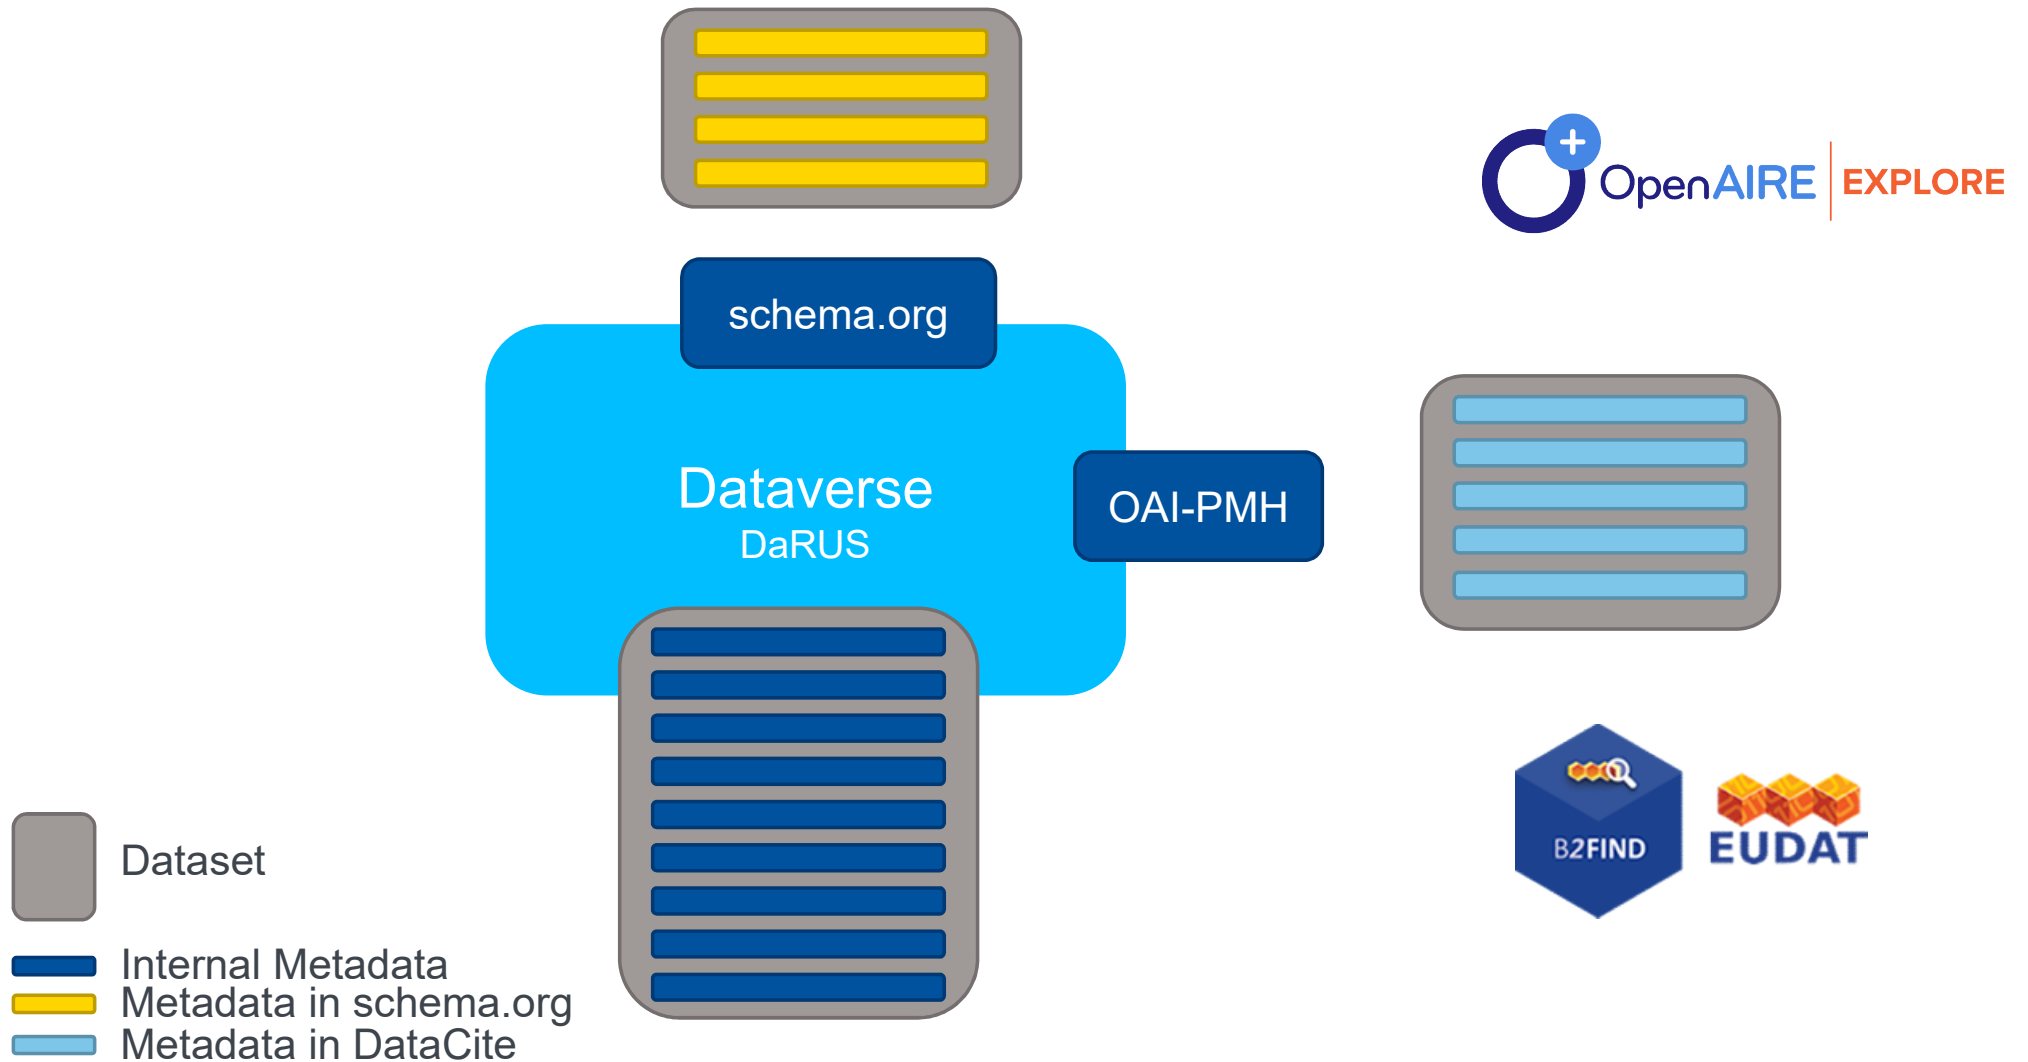 schema.org
OpenAIRE | EXPLORE
Dataverse
DaRUS
OAI-PMH
B2FIND
EUDAT
Dataset
Internal Metadata
Metadata in schema.org
Metadata in DataCite